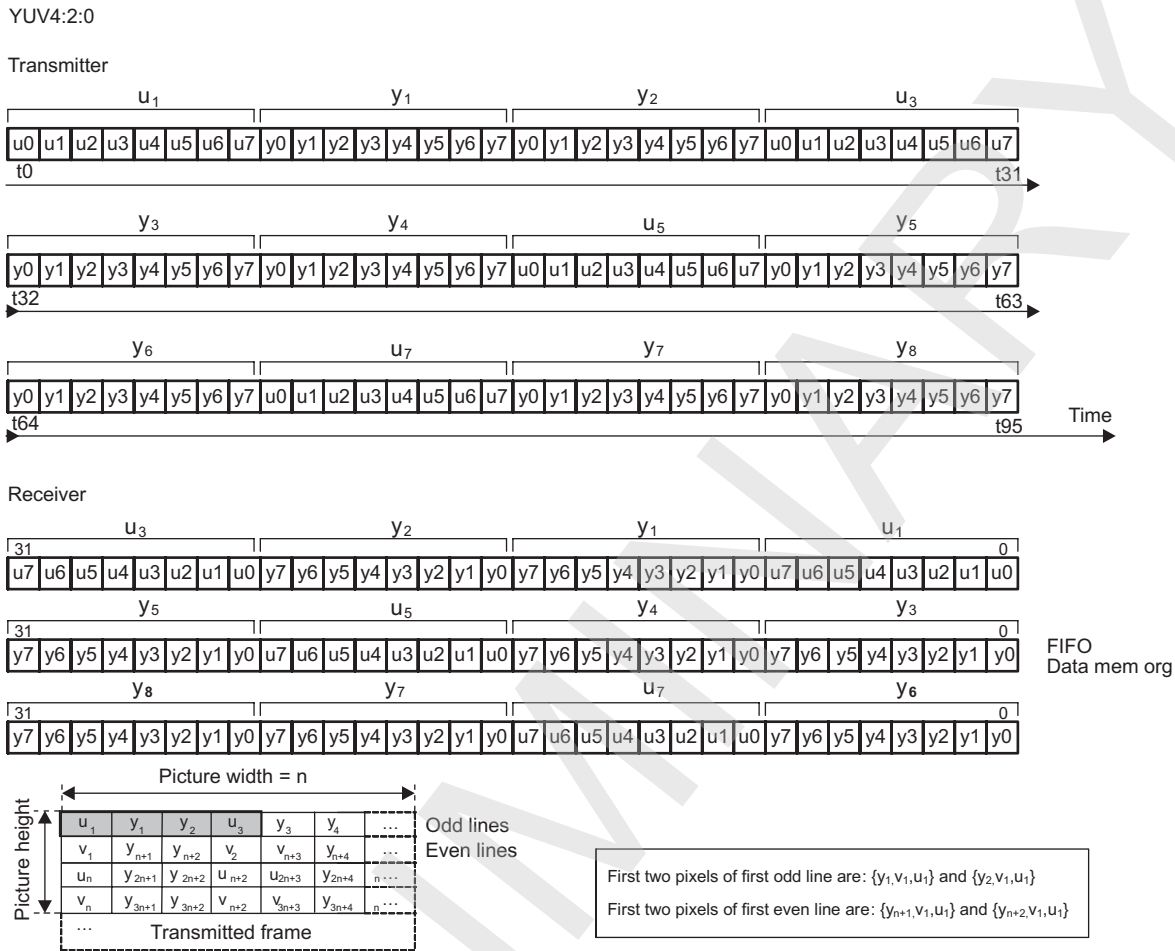 YUV4:2:0
Transmitter
u1 y1 y2 u3
u0 u1 u2 u3 u4 u5 u6 u7 y0 y1 y2 y3 y4 y5 y6 y7 y0 y1 y2 y3 y4 y5 y6 y7 u0 u1 u2 u3 u4 u5 u6 u7
t0 t31
y3 y4 u5 y5
y0 y1 y2 y3 y4 y5 y6 y7 y0 y1 y2 y3 y4 y5 y6 y7 u0 u1 u2 u3 u4 u5 u6 u7 y0 y1 y2 y3 y4 y5 y6 y7
t32 t63
y6 u7 y7 y8
y0 y1 y2 y3 y4 y5 y6 y7 u0 u1 u2 u3 u4 u5 u6 u7 y0 y1 y2 y3 y4 y5 y6 y7 y0 y1 y2 y3 y4 y5 y6 y7
t64 t95 Time
Receiver
u3 y2 y1 u1
31 0
u7 u6 u5 u4 u3 u2 u1 u0 y7 y6 y5 y4 y3 y2 y1 y0 y7 y6 y5 y4 y3 y2 y1 y0 u7 u6 u5 u4 u3 u2 u1 u0
y5 u5 y4 y3
31 0
y7 y6 y5 y4 y3 y2 y1 y0 u7 u6 u5 u4 u3 u2 u1 u0 y7 y6 y5 y4 y3 y2 y1 y0 y7 y6 y5 y4 y3 y2 y1 y0
FIFO
Data mem org
y8 y7 u7 y6
31 0
y7 y6 y5 y4 y3 y2 y1 y0 y7 y6 y5 y4 y3 y2 y1 y0 u7 u6 u5 u4 u3 u2 u1 u0 y7 y6 y5 y4 y3 y2 y1 y0
Picture width = n
Picture height
u1 y1 y2 u3 y3 y4 ... Odd lines
v1 yn+1 yn+2 v2 vn+3 yn+4 ... Even lines
un y2n+1 y2n+2 un+2 u2n+3 y2n+4 n ...
vn y3n+1 y3n+2 vn+2 v3n+3 y3n+4 n ...
... Transmitted frame
First two pixels of first odd line are: {y1,v1,u1} and {y2,v1,u1}
First two pixels of first even line are: {yn+1,v1,u1} and {yn+2,v1,u1}
IMINARY